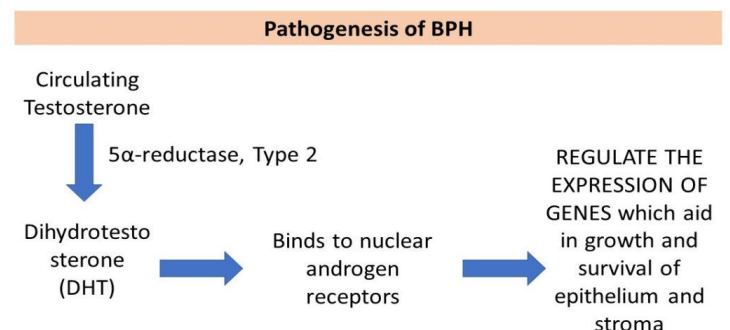 Pathogenesis of BPH
Circulating
Testosterone
5α-reductase, Type 2
Dihydrotesto
sterone
(DHT)
Binds to nuclear
androgen
receptors
REGULATE THE
EXPRESSION OF
GENES which aid
in growth and
survival of
epithelium and
stroma